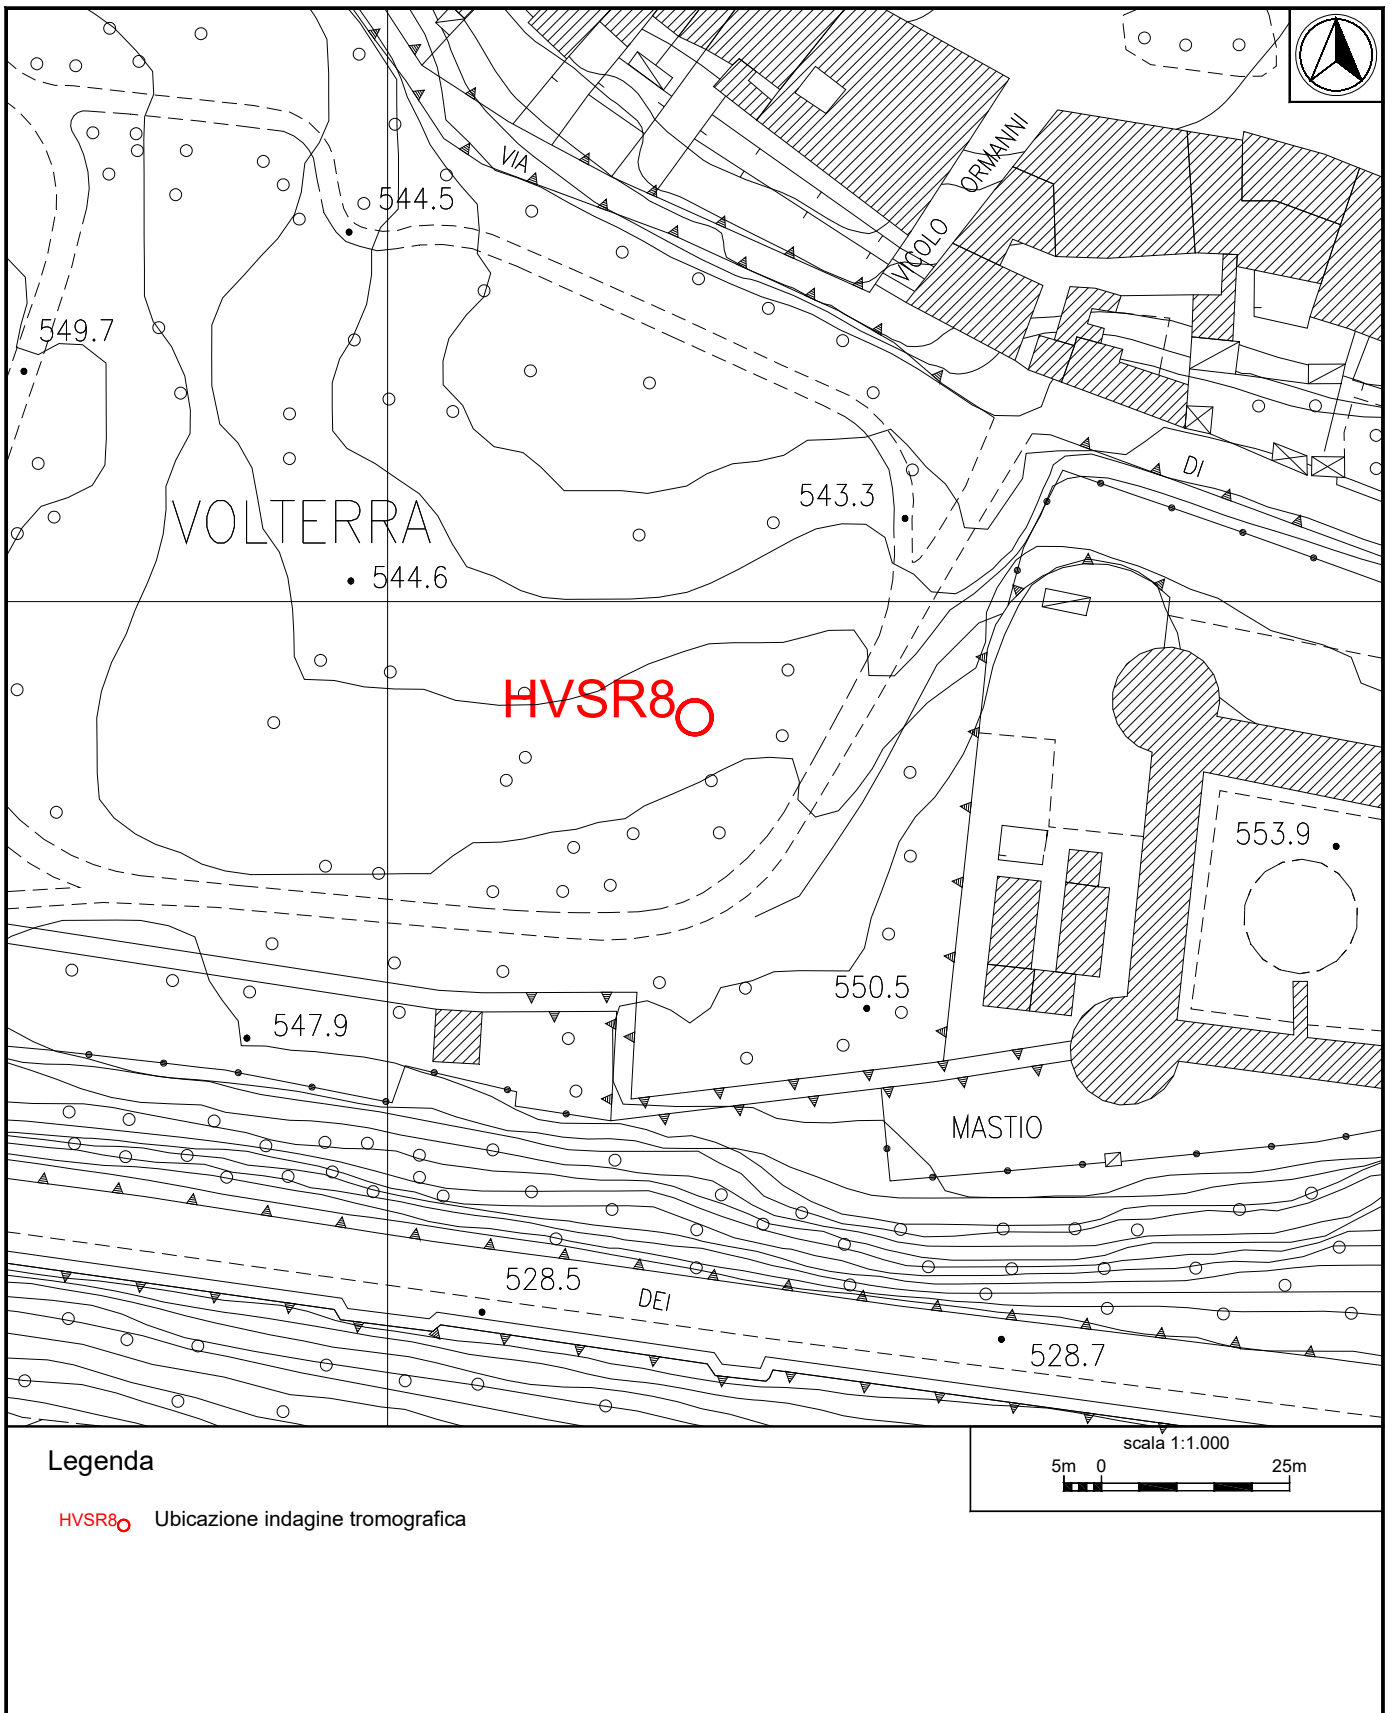 VIA
VICOLO ORMANNI
544.5
549.7
DI
543.3
VOLTERRA
544.6
HVSR8
553.9
550.5
547.9
MASTIO
528.5
DEI
528.7
Legenda
HVSR8 Ubicazione indagine tromografica
scala 1:1.000
5m 0 25m